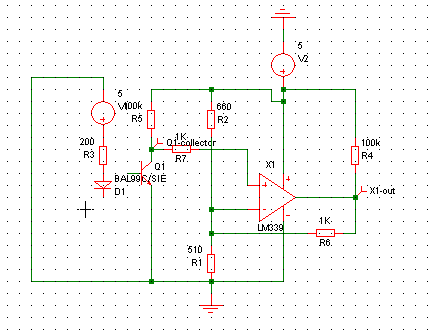 5
V2
5
V1
100k
R5
660
R2
Q1-collector
1K
R7
200
R3
100k
R4
X1
Q1
BAL99C/SIE
D1
X1-out
LM339
1K
R6
510
R1